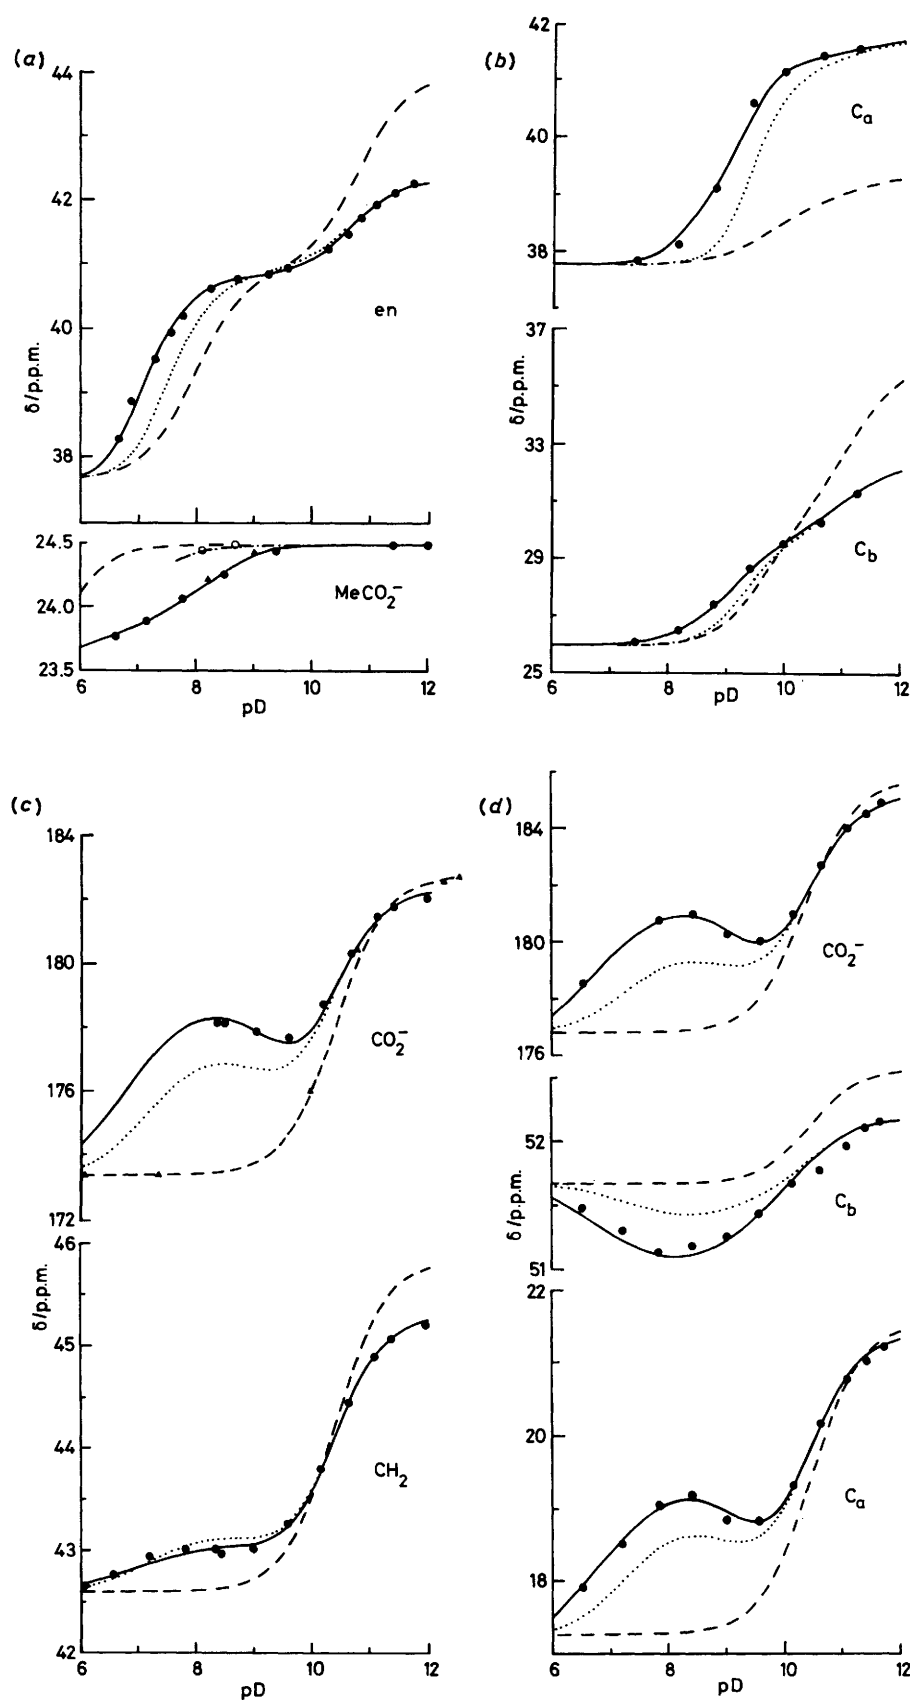 (a)
44
42
40
38
δ/p.p.m.
en
24.5
24.0
23.5
MeCO₂⁻
6 8 10 12
pD
(b)
42
40
38
Cₐ
δ/p.p.m.
37
33
29
25
C_b
6 8 10 12
pD
(c)
184
180
176
172
CO₂⁻
δ/p.p.m.
46
45
44
43
42
CH₂
6 8 10 12
pD
(d)
184
180
176
CO₂⁻
δ/p.p.m.
52
51
C_b
22
20
18
Cₐ
6 8 10 12
pD